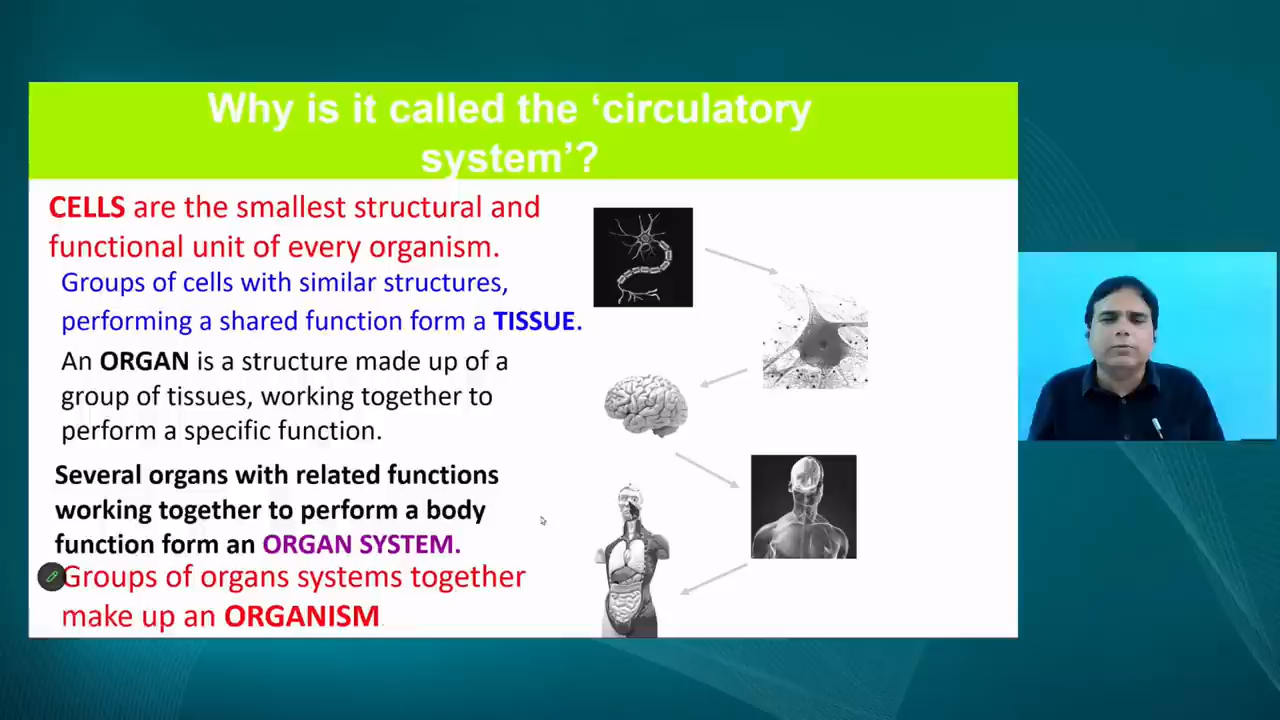 Why is it called the ‘circulatory
system’?
CELLS are the smallest structural and
functional unit of every organism.
Groups of cells with similar structures,
performing a shared function form a TISSUE.
An ORGAN is a structure made up of a
group of tissues, working together to
perform a specific function.
Several organs with related functions
working together to perform a body
function form an ORGAN SYSTEM.
Groups of organs systems together
make up an ORGANISM